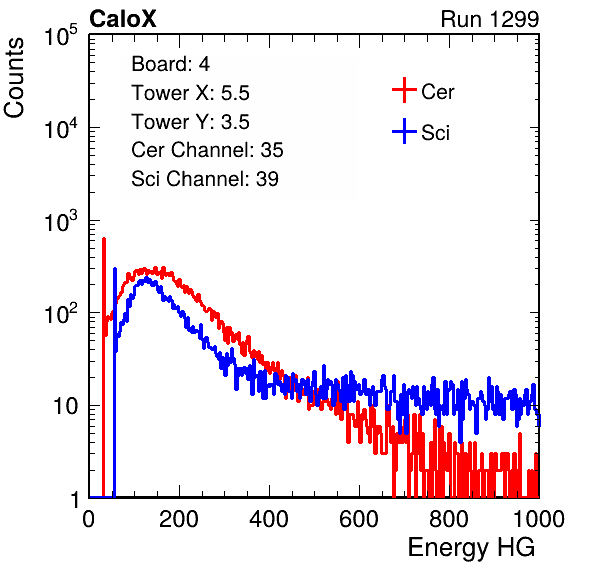 CaloX Run 1299
Counts
Board: 4
Tower X: 5.5
Tower Y: 3.5
Cer Channel: 35
Sci Channel: 39
Cer
Sci
10^5
10^4
10^3
10^2
10
1
0 200 400 600 800 1000
Energy HG